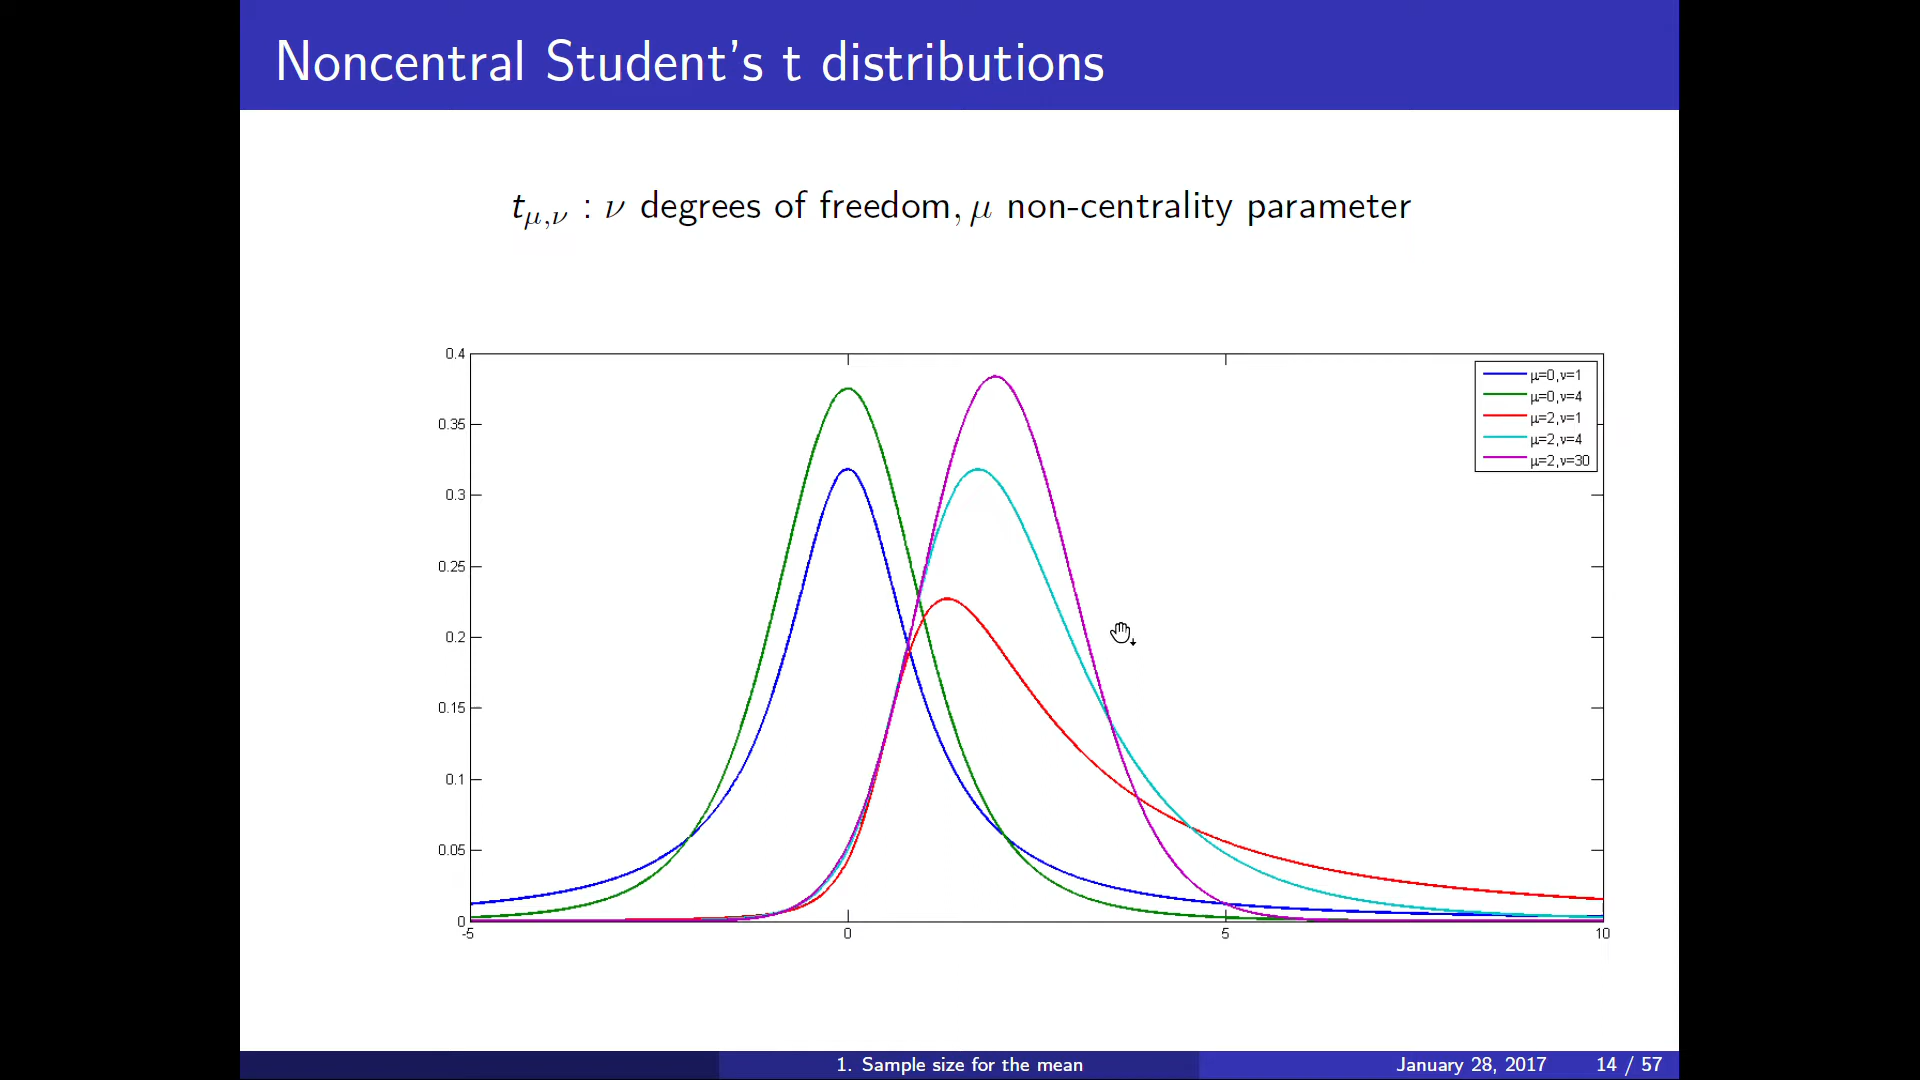 Noncentral Student's t distributions
t_{μ,ν} : ν degrees of freedom, μ non-centrality parameter
0.4
0.35
0.3
0.25
0.2
0.15
0.1
0.05
0
-5
0
5
10
μ=0,ν=1
μ=0,ν=4
μ=2,ν=1
μ=2,ν=4
μ=2,ν=30
1. Sample size for the mean
January 28, 2017
14 / 57